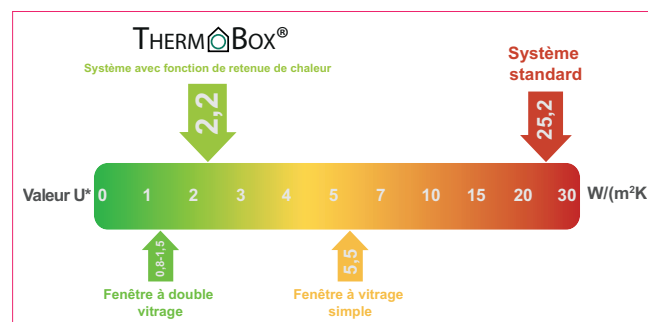 THERMOBOX®
Système avec fonction de retenue de chaleur
Système
standard
2,2
25,2
Valeur U* 0 1 2 3 4 5 7 10 15 20 30 W/(m²K
0,8-1,5
5,5
Fenêtre à double
vitrage
Fenêtre à vitrage
simple